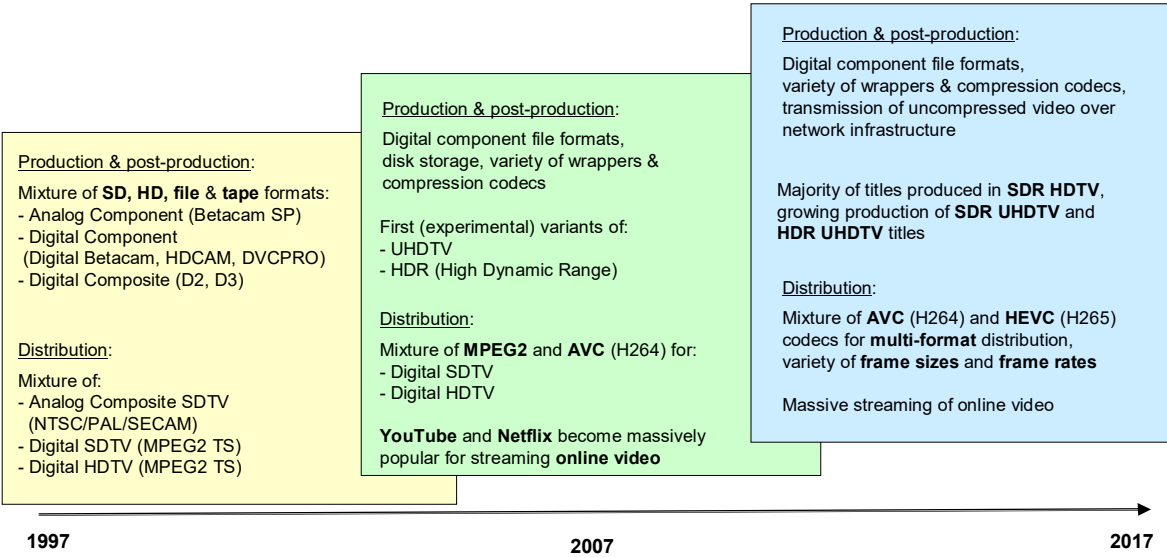 Production & post-production:
Mixture of SD, HD, file & tape formats:
- Analog Component (Betacam SP)
- Digital Component
(Digital Betacam, HDCAM, DVCPRO)
- Digital Composite (D2, D3)
Distribution:
Mixture of:
- Analog Composite SDTV
(NTSC/PAL/SECAM)
- Digital SDTV (MPEG2 TS)
- Digital HDTV (MPEG2 TS)
Production & post-production:
Digital component file formats,
disk storage, variety of wrappers &
compression codecs
First (experimental) variants of:
- UHDTV
- HDR (High Dynamic Range)
Distribution:
Mixture of MPEG2 and AVC (H264) for:
- Digital SDTV
- Digital HDTV
YouTube and Netflix become massively
popular for streaming online video
Production & post-production:
Digital component file formats,
variety of wrappers & compression codecs,
transmission of uncompressed video over
network infrastructure
Majority of titles produced in SDR HDTV,
growing production of SDR UHDTV and
HDR UHDTV titles
Distribution:
Mixture of AVC (H264) and HEVC (H265)
codecs for multi-format distribution,
variety of frame sizes and frame rates
Massive streaming of online video
1997
2007
2017